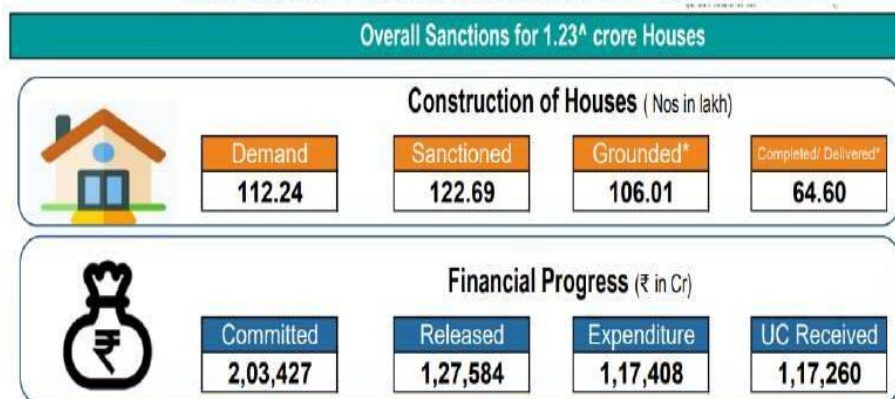 Overall Sanctions for 1.23^ crore Houses
Construction of Houses ( Nos in lakh)
Demand Sanctioned Grounded* Completed/ Delivered*
112.24 122.69 106.01 64.60
Financial Progress (₹ in Cr)
₹
Committed Released Expenditure UC Received
2,03,427 1,27,584 1,17,408 1,17,260